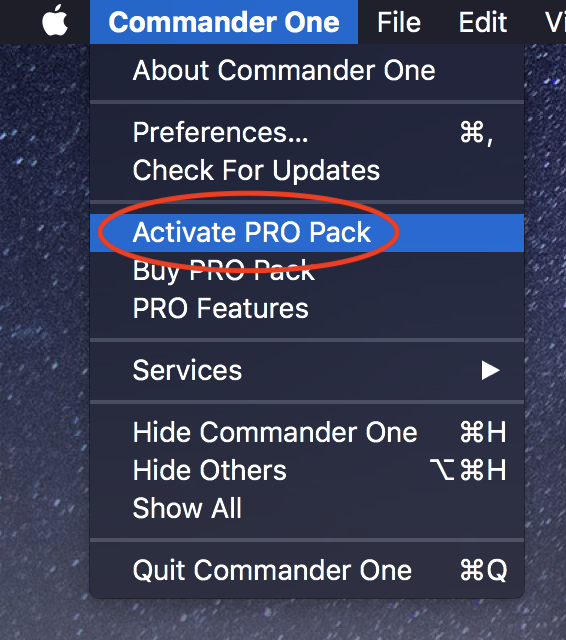 Commander One File Edit
About Commander One
Preferences... ⌘,
Check For Updates
Activate PRO Pack
Buy PRO Pack
PRO Features
Services ▶
Hide Commander One ⌘H
Hide Others ⌥⌘H
Show All
Quit Commander One ⌘Q